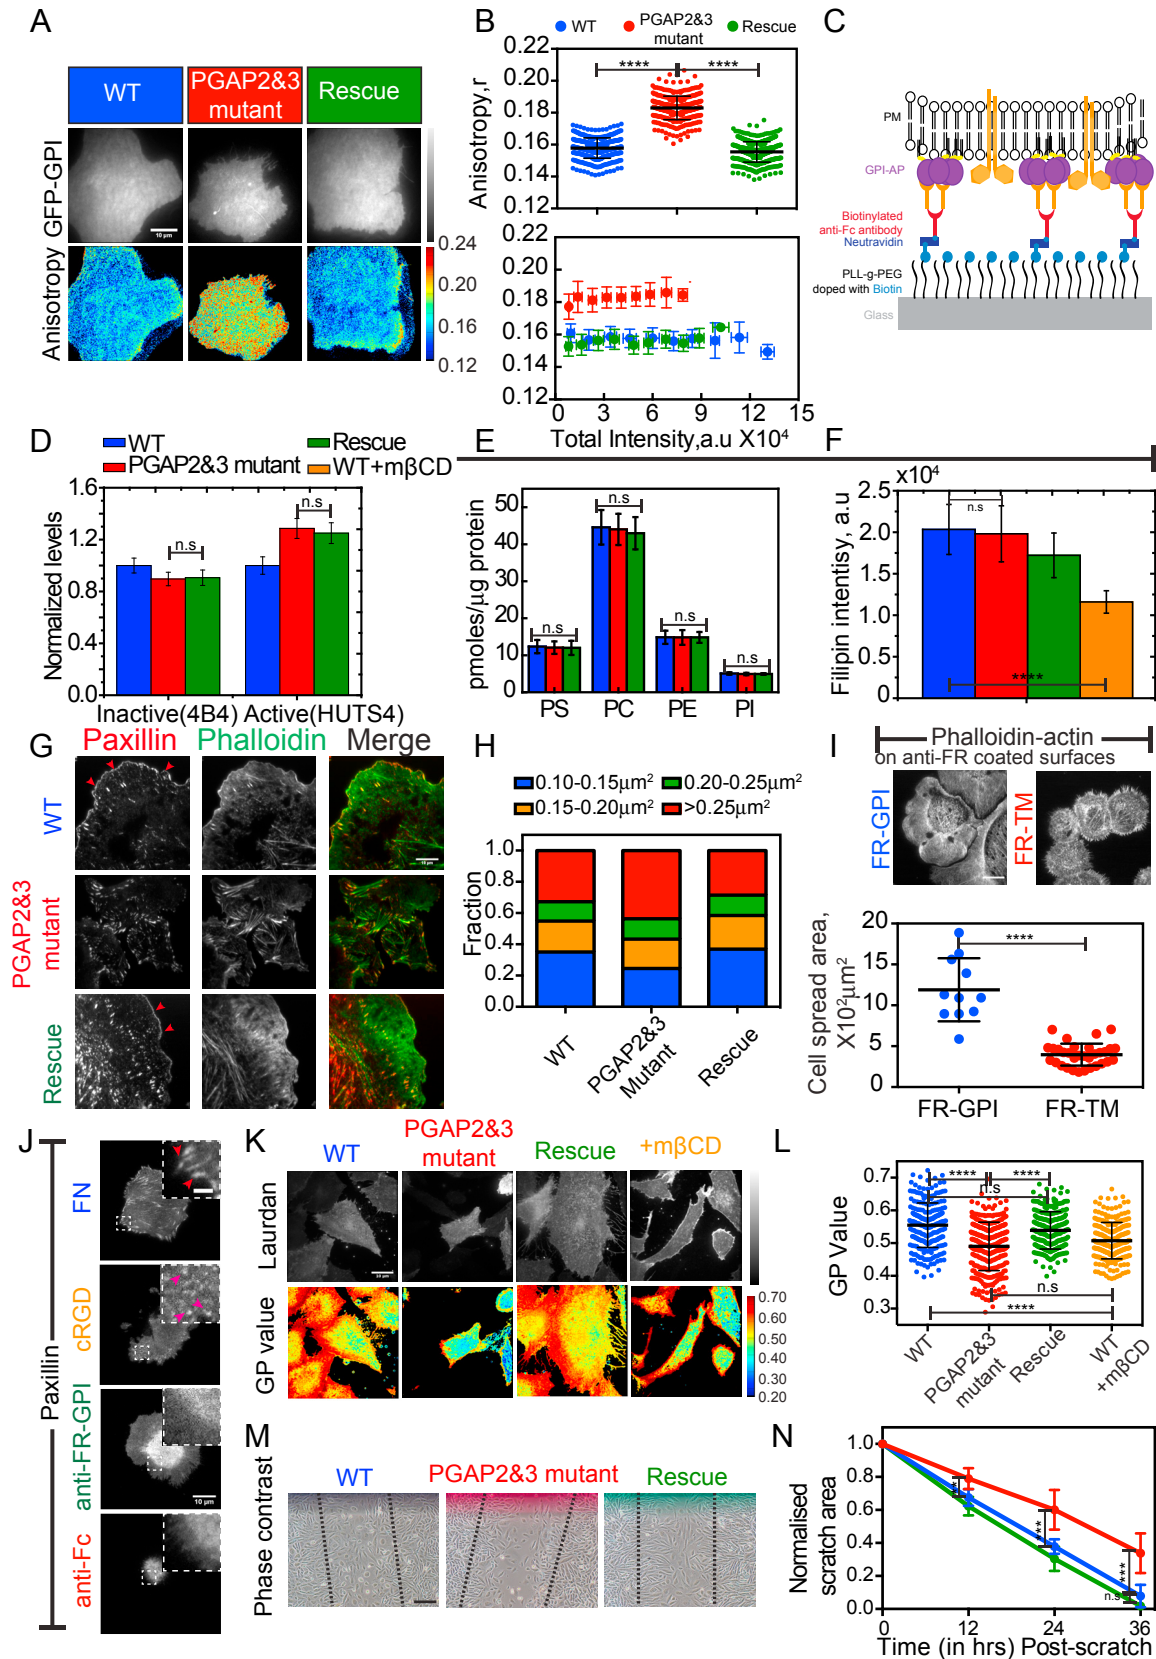 A
WT
PGAP2&3
mutant
Rescue
GFP-GPI
10 μm
Anisotropy
0.24
0.20
0.16
0.12
B
WT
PGAP2&3
mutant
Rescue
0.22
0.20
0.18
0.16
0.14
0.12
Anisotropy,r
****
****
0.22
0.20
0.18
0.16
0.14
0.12
0 3 6 9 12 15
Total Intensity,a.u X10⁴
C
PM
GPI-AP
Biotinylated
anti-Fc antibody
Neutravidin
PLL-g-PEG
doped with Biotin
Glass
D
WT
Rescue
PGAP2&3 mutant
WT+mβCD
Normalized levels
1.6
1.2
0.8
0.4
0.0
n.s
n.s
Inactive(4B4) Active(HUTS4)
E
pmoles/μg protein
50
40
30
20
10
0
n.s
n.s
n.s
n.s
PS PC PE PI
F
x10⁴
Filipin intentisy, a.u
2.5
2.0
1.5
1.0
0.5
0.0
n.s
****
G
Paxillin Phalloidin Merge
WT
PGAP2&3
mutant
Rescue
H
0.10-0.15μm²
0.20-0.25μm²
0.15-0.20μm²
>0.25μm²
Fraction
1.0
0.8
0.6
0.4
0.2
0.0
WT
PGAP2&3
Mutant
Rescue
I
Phalloidin-actin
on anti-FR coated surfaces
FR-GPI
FR-TM
Cell spread area,
X10²μm²
20
15
10
5
0
****
FR-GPI FR-TM
J
Paxillin
FN
cRGD
anti-FR-GPI
10 μm
anti-Fc
K
WT
PGAP2&3
mutant
Rescue
+mβCD
Laurdan
GP value
0.70
0.60
0.50
0.40
0.30
0.20
L
GP Value
0.7
0.6
0.5
0.4
0.3
****
****
n.s
n.s
****
WT
PGAP2&3
mutant
Rescue
WT
+mβCD
M
WT
PGAP2&3 mutant
Rescue
Phase contrast
N
Normalised
scratch area
1.0
0.8
0.6
0.4
0.2
0.0
***
***
n.s
0 12 24 36
Time (in hrs) Post-scratch